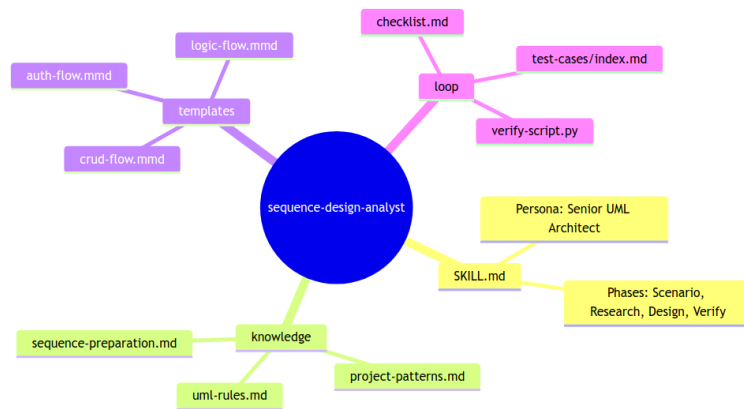 checklist.md
logic-flow.mmd
test-cases/index.md
auth-flow.mmd
loop
templates
verify-script.py
crud-flow.mmd
sequence-design-analyst
Persona: Senior UML
Architect
SKILL.md
Phases: Scenario,
Research, Design, Verify
knowledge
sequence-preparation.md
project-patterns.md
uml-rules.md